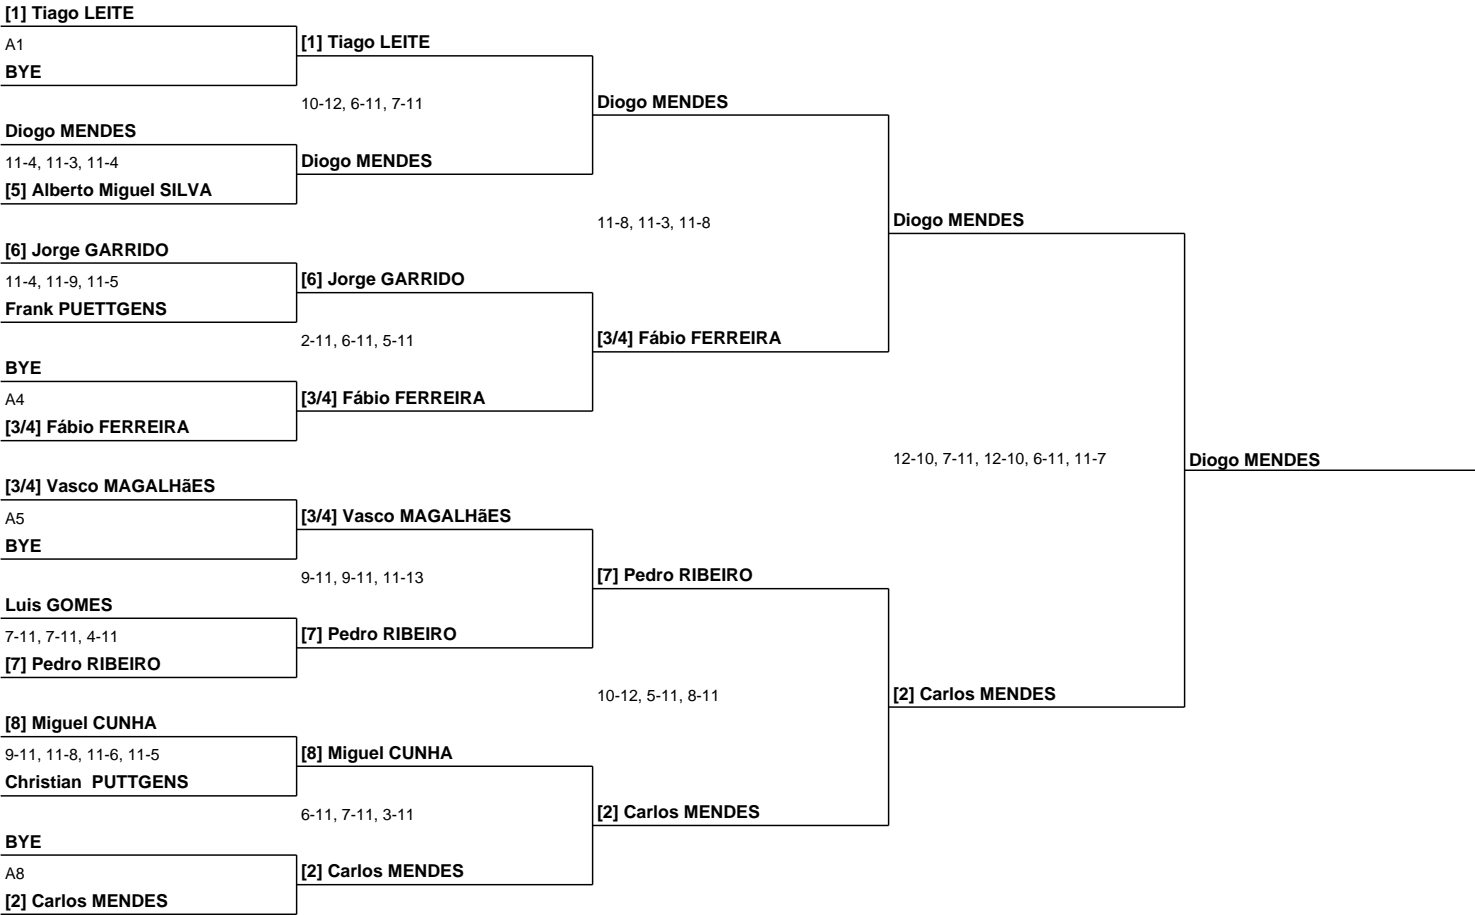 [1] Tiago LEITE
A1
BYE
Diogo MENDES
11-4, 11-3, 11-4
[5] Alberto Miguel SILVA
[6] Jorge GARRIDO
11-4, 11-9, 11-5
Frank PUETTGENS
BYE
A4
[3/4] Fábio FERREIRA
[3/4] Vasco MAGALHãES
A5
BYE
Luis GOMES
7-11, 7-11, 4-11
[7] Pedro RIBEIRO
[8] Miguel CUNHA
9-11, 11-8, 11-6, 11-5
Christian  PUTTGENS
BYE
A8
[2] Carlos MENDES
[1] Tiago LEITE
10-12, 6-11, 7-11
Diogo MENDES
[6] Jorge GARRIDO
2-11, 6-11, 5-11
[3/4] Fábio FERREIRA
[3/4] Vasco MAGALHãES
9-11, 9-11, 11-13
[7] Pedro RIBEIRO
[8] Miguel CUNHA
6-11, 7-11, 3-11
[2] Carlos MENDES
Diogo MENDES
11-8, 11-3, 11-8
[3/4] Fábio FERREIRA
[7] Pedro RIBEIRO
10-12, 5-11, 8-11
[2] Carlos MENDES
Diogo MENDES
12-10, 7-11, 12-10, 6-11, 11-7
[2] Carlos MENDES
Diogo MENDES